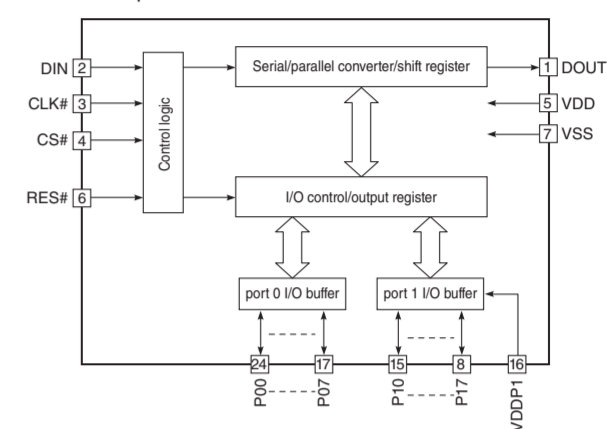 DIN 2
CLK# 3
CS# 4
RES# 6
Control logic
Serial/parallel converter/shift register
1 DOUT
5 VDD
7 VSS
I/O control/output register
port 0 I/O buffer
port 1 I/O buffer
24
17
15
8
16
P00
P07
P10
P17
VDDP1